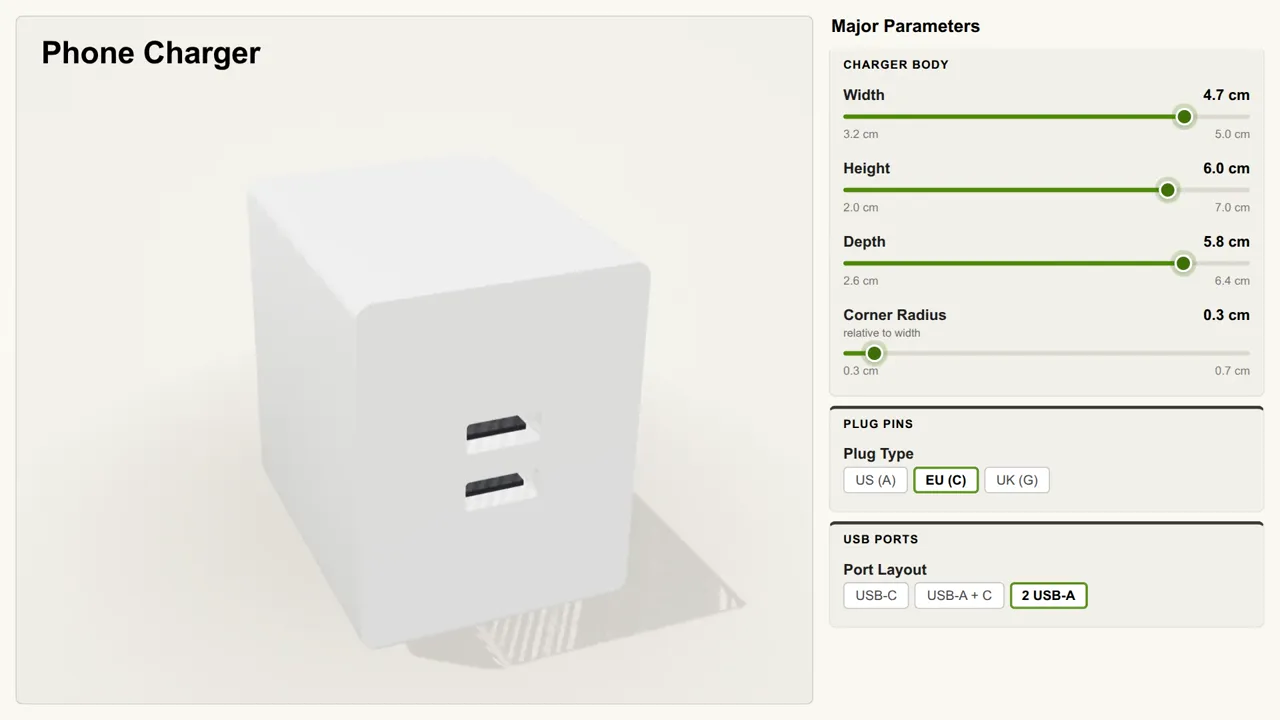 Phone Charger
Major Parameters
CHARGER BODY
Width 4.7 cm
3.2 cm 5.0 cm
Height 6.0 cm
2.0 cm 7.0 cm
Depth 5.8 cm
2.6 cm 6.4 cm
Corner Radius 0.3 cm
relative to width
0.3 cm 0.7 cm
PLUG PINS
Plug Type
US (A) EU (C) UK (G)
USB PORTS
Port Layout
USB-C USB-A + C 2 USB-A